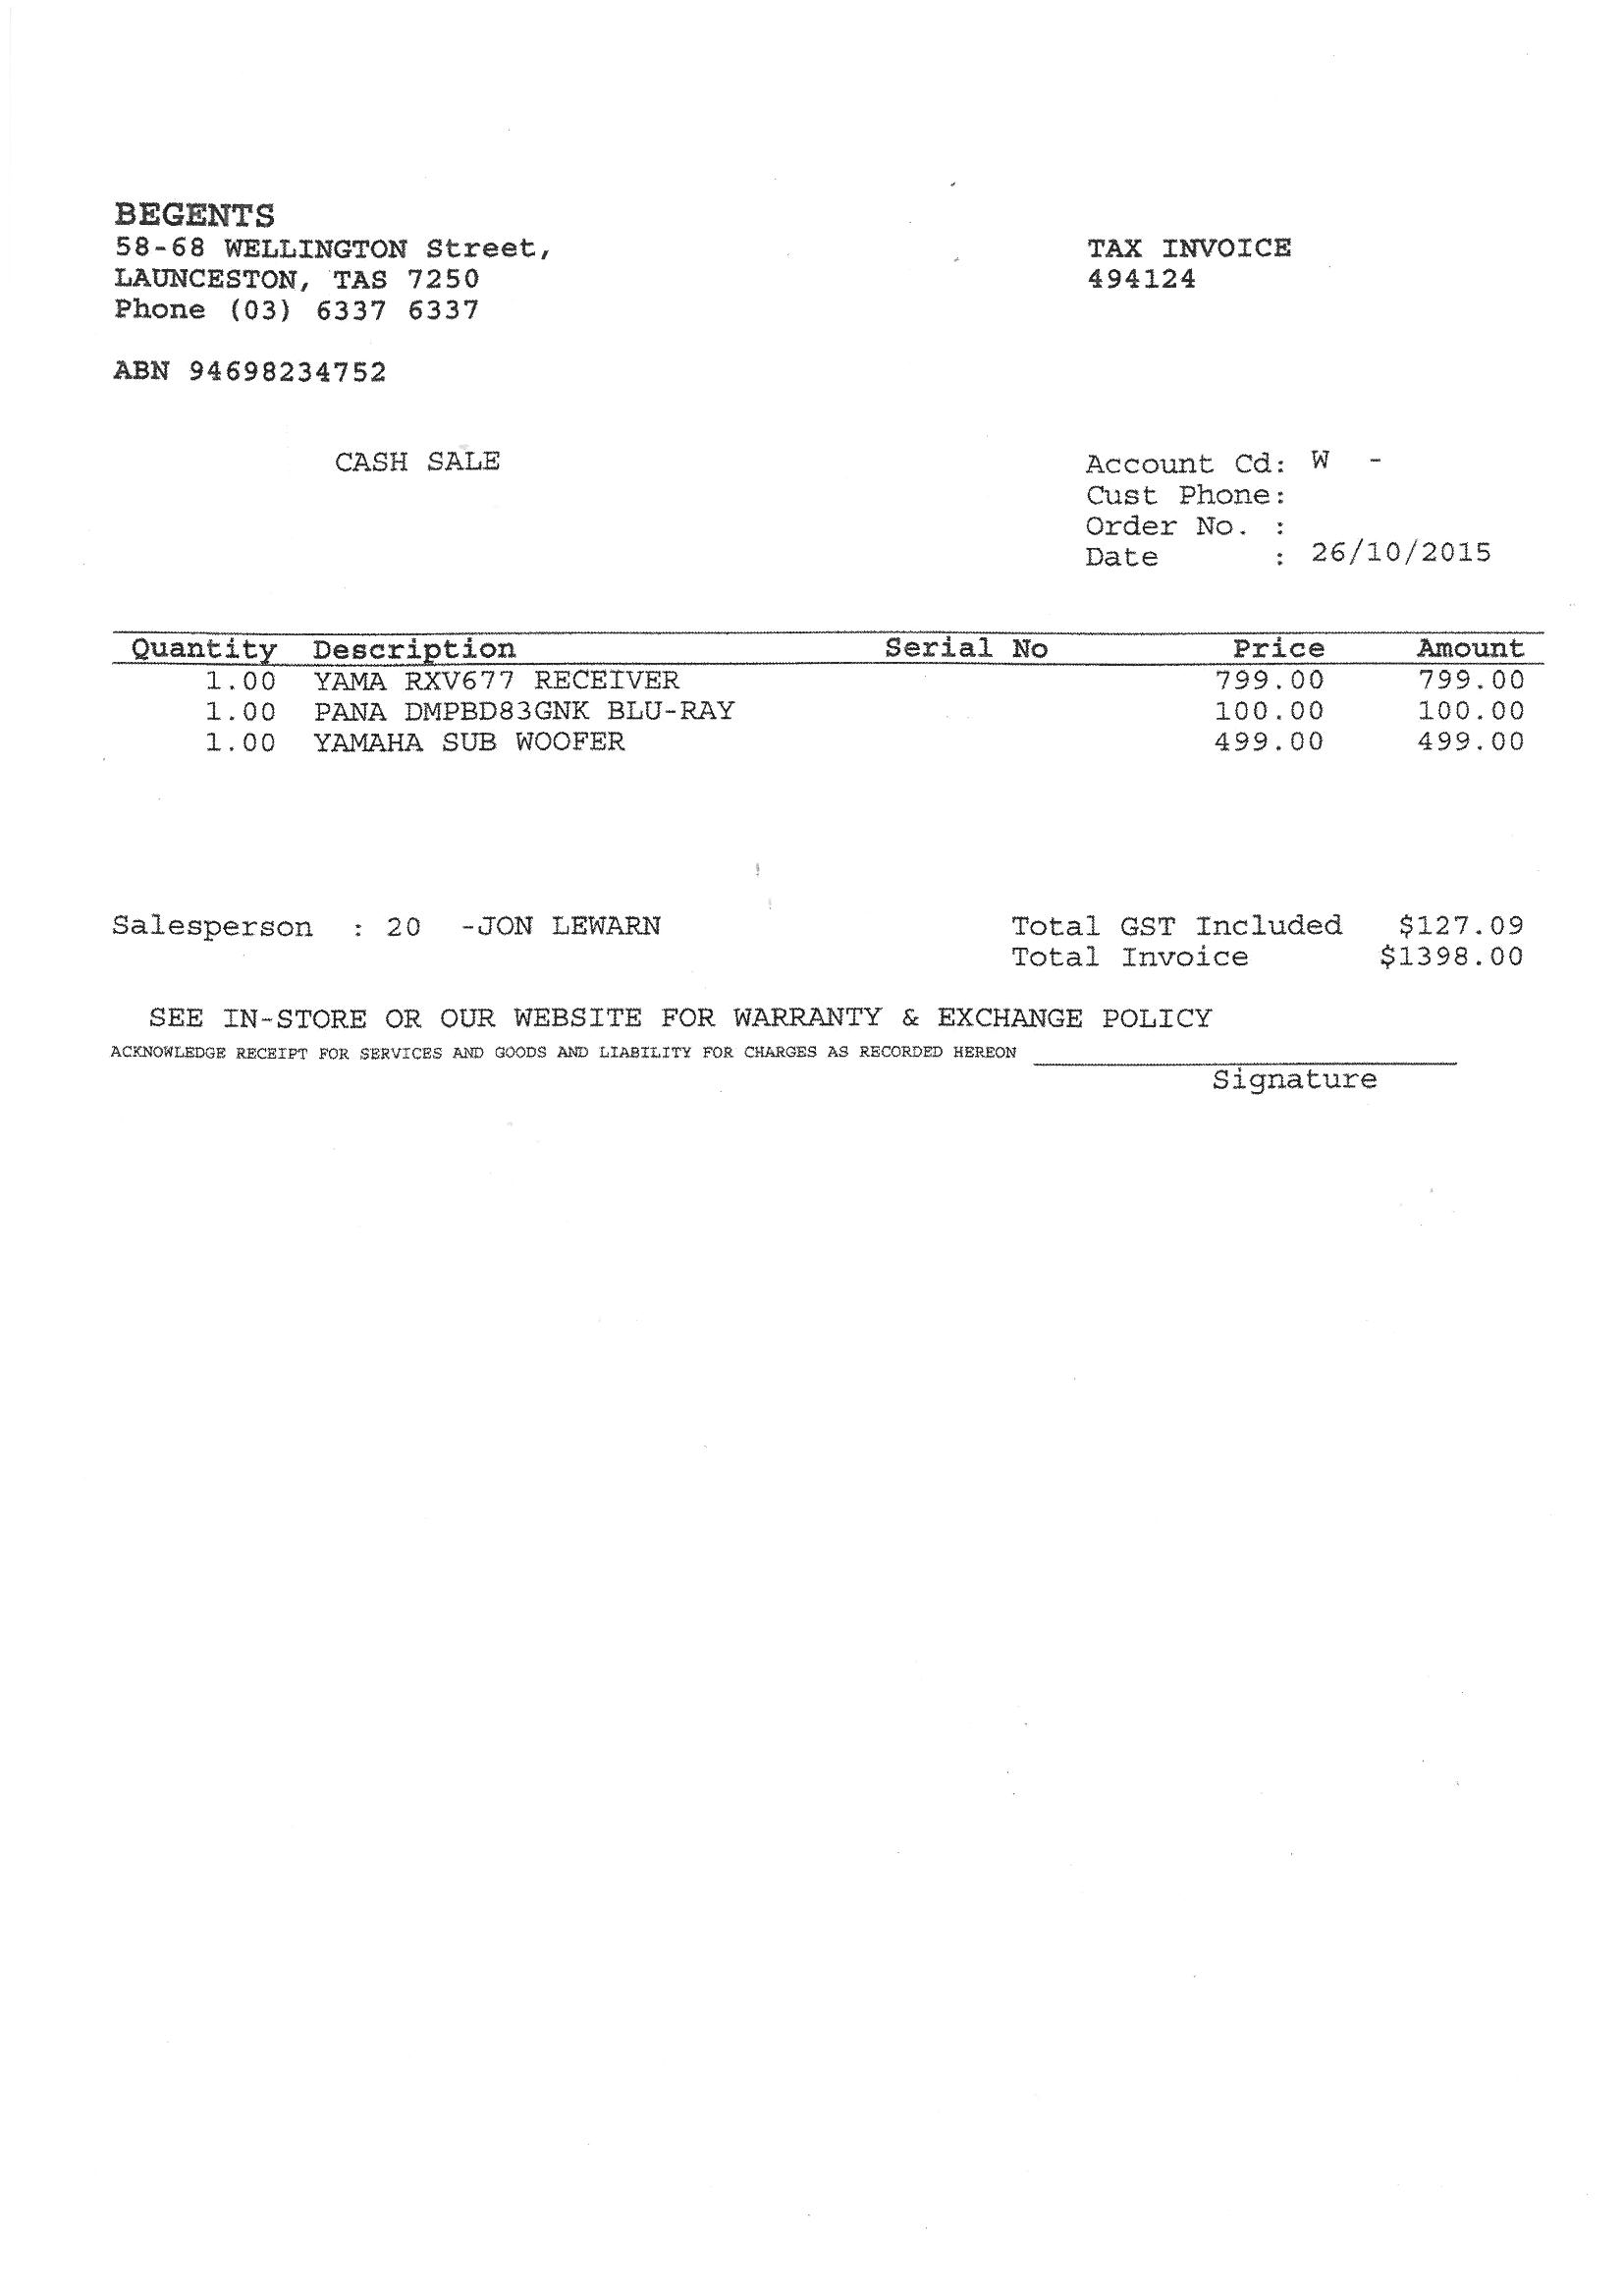 BEGENTS
58-68 WELLINGTON Street,
LAUNCESTON, TAS 7250
Phone (03) 6337 6337
ABN 94698234752
TAX INVOICE
494124
CASH SALE
Account Cd: W -
Cust Phone:
Order No. :
Date : 26/10/2015
Quantity Description Serial No Price Amount
1.00 YAMA RXV677 RECEIVER 799.00 799.00
1.00 PANA DMPBD83GNK BLU-RAY 100.00 100.00
1.00 YAMAHA SUB WOOFER 499.00 499.00
Salesperson : 20 -JON LEWARN
Total GST Included $127.09
Total Invoice $1398.00
SEE IN-STORE OR OUR WEBSITE FOR WARRANTY & EXCHANGE POLICY
ACKNOWLEDGE RECEIPT FOR SERVICES AND GOODS AND LIABILITY FOR CHARGES AS RECORDED HEREON
Signature